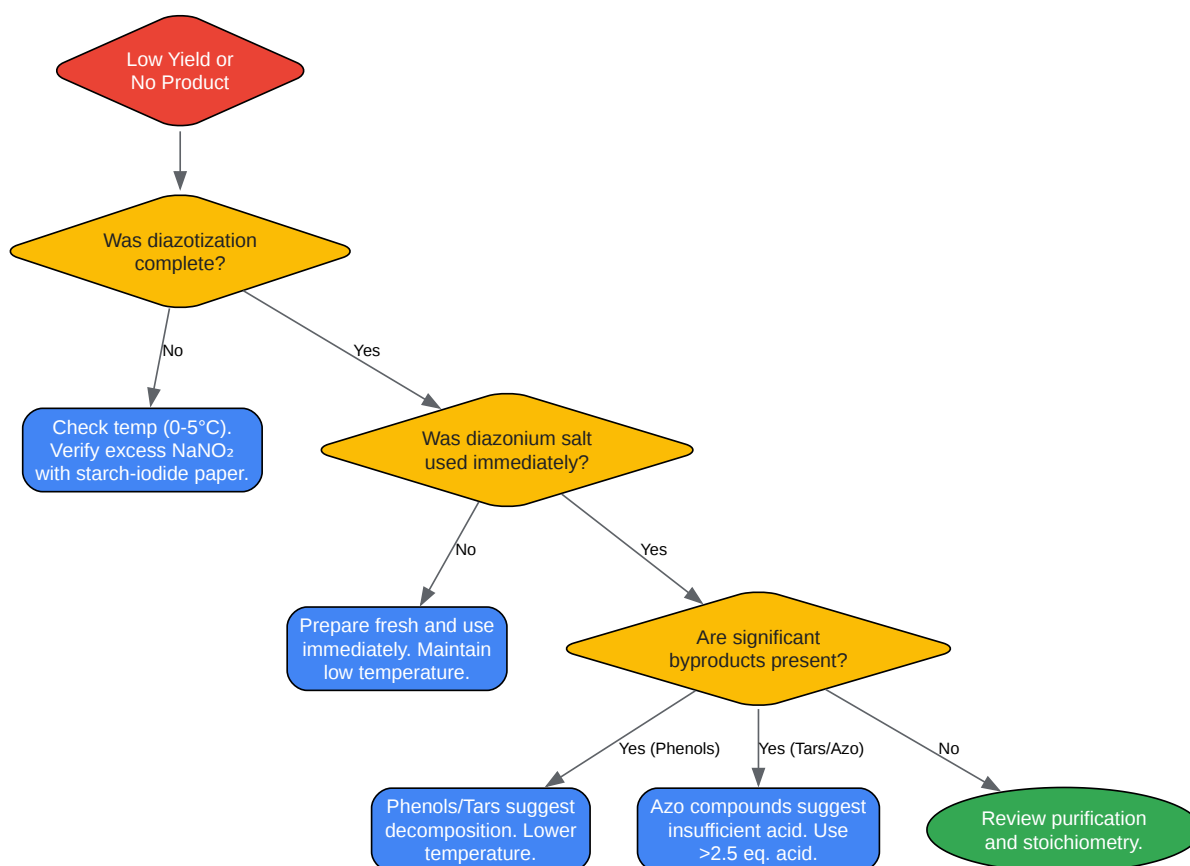 Low Yield or
No Product
Was diazotization
complete?
No
Yes
Check temp (0-5°C).
Verify excess NaNO₂
with starch-iodide paper.
Was diazonium salt
used immediately?
No
Yes
Prepare fresh and use
immediately. Maintain
low temperature.
Are significant
byproducts present?
Yes (Phenols)
Yes (Tars/Azo)
No
Phenols/Tars suggest
decomposition. Lower
temperature.
Azo compounds suggest
insufficient acid. Use
>2.5 eq. acid.
Review purification
and stoichiometry.